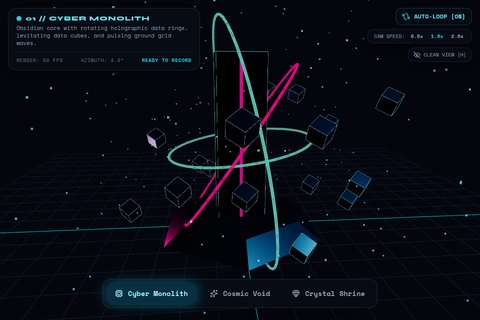 01 // CYBER MONOLITH
Obsidian core with rotating holographic data rings,
levitating data cubes, and pulsing ground grid
waves.
RENDER: 60 FPS AZIMUTH: 4.0° READY TO RECORD
AUTO-LOOP [ON]
CAM SPEED: 0.5x 1.0x 2.0x
CLEAN VIEW [H]
Cyber Monolith Cosmic Void Crystal Shrine